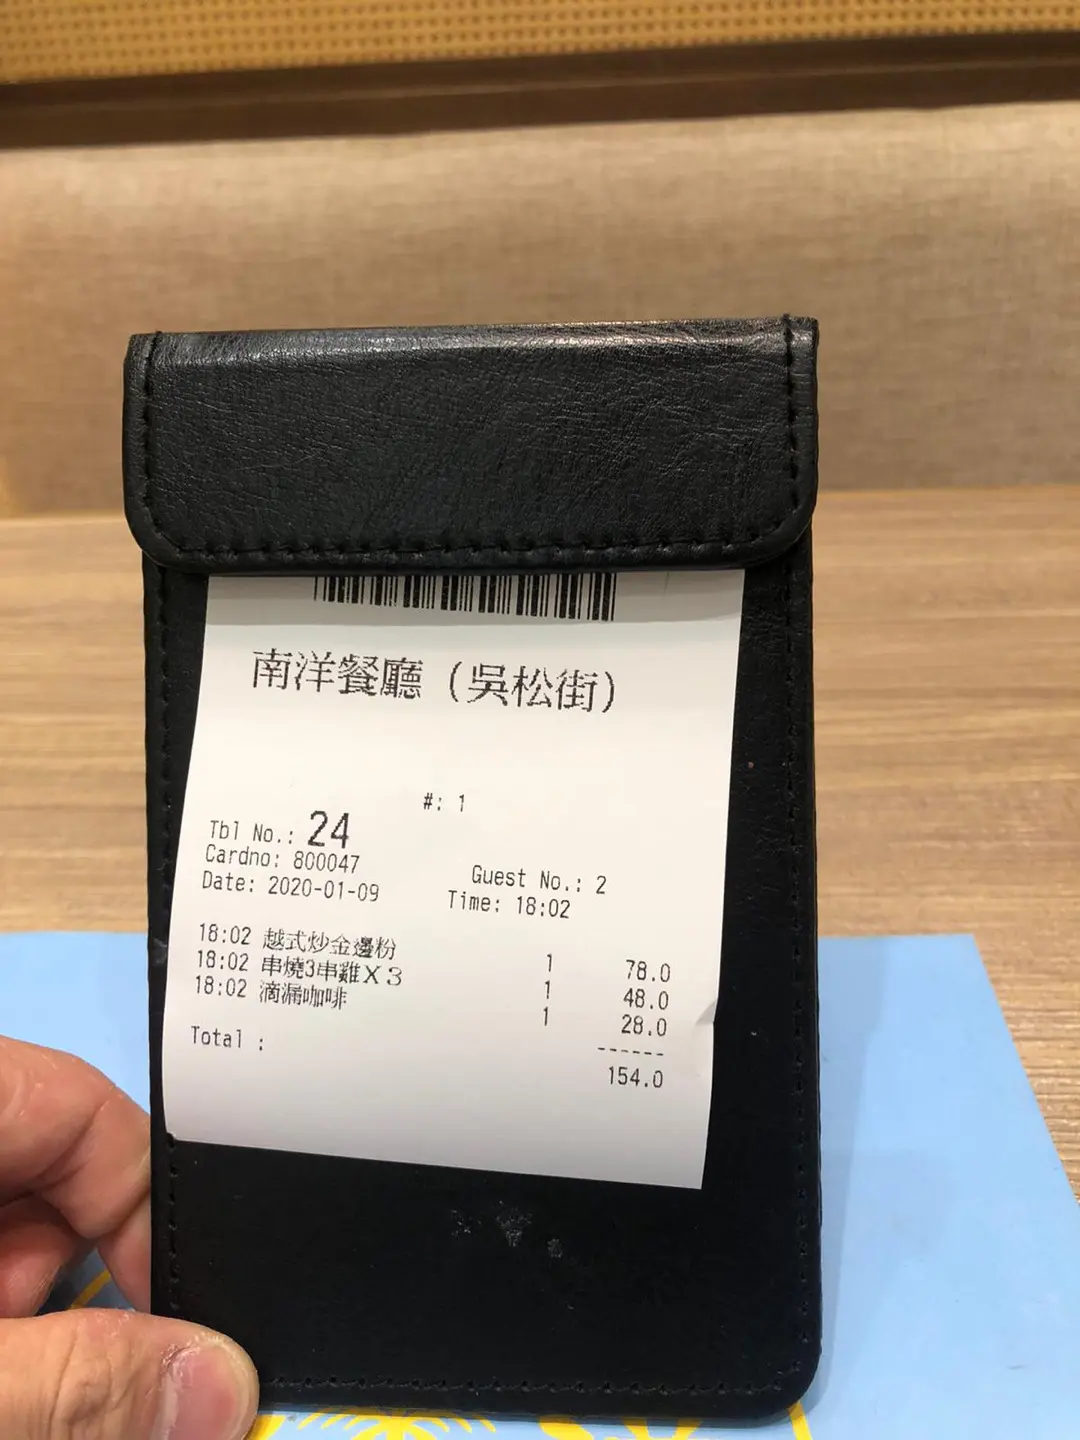 南洋餐廳（吳松街）
#: 1
Tbl No.: 24
Cardno: 800047
Guest No.: 2
Date: 2020-01-09
Time: 18:02
18:02 越式炒金邊粉 1 78.0
18:02 串燒3串雞X3 1 48.0
18:02 滴漏咖啡 1 28.0
------
Total : 154.0